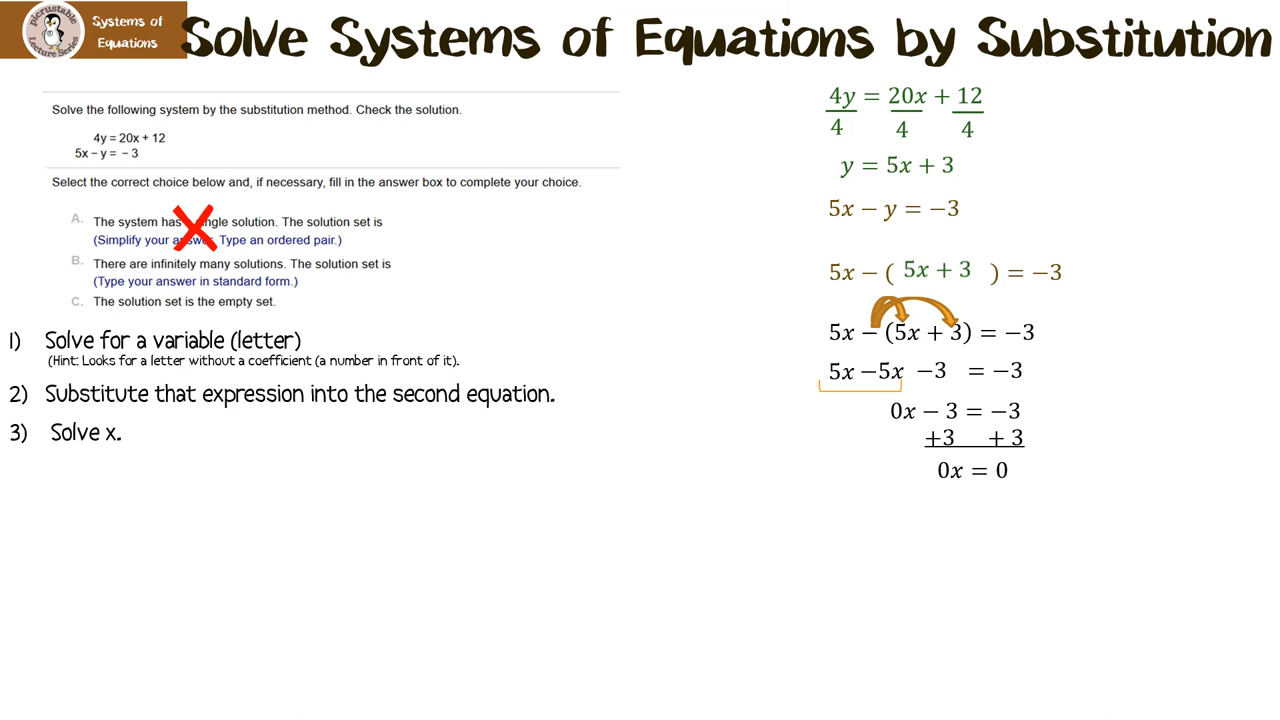 picrustable
Lecture Series
Systems of
Equations
Solve Systems of Equations by Substitution
Solve the following system by the substitution method. Check the solution.
4y = 20x + 12
5x − y = − 3
Select the correct choice below and, if necessary, fill in the answer box to complete your choice.
A. The system has single solution. The solution set is
(Simplify your answer. Type an ordered pair.)
B. There are infinitely many solutions. The solution set is
(Type your answer in standard form.)
C. The solution set is the empty set.
1) Solve for a variable (letter)
(Hint: Looks for a letter without a coefficient (a number in front of it).
2) Substitute that expression into the second equation.
3) Solve x.
4y = 20x + 12
4 4 4
y = 5x + 3
5x − y = −3
5x − ( 5x + 3 ) = −3
5x − (5x + 3) = −3
5x −5x −3 = −3
0x − 3 = −3
+3 + 3
0x = 0